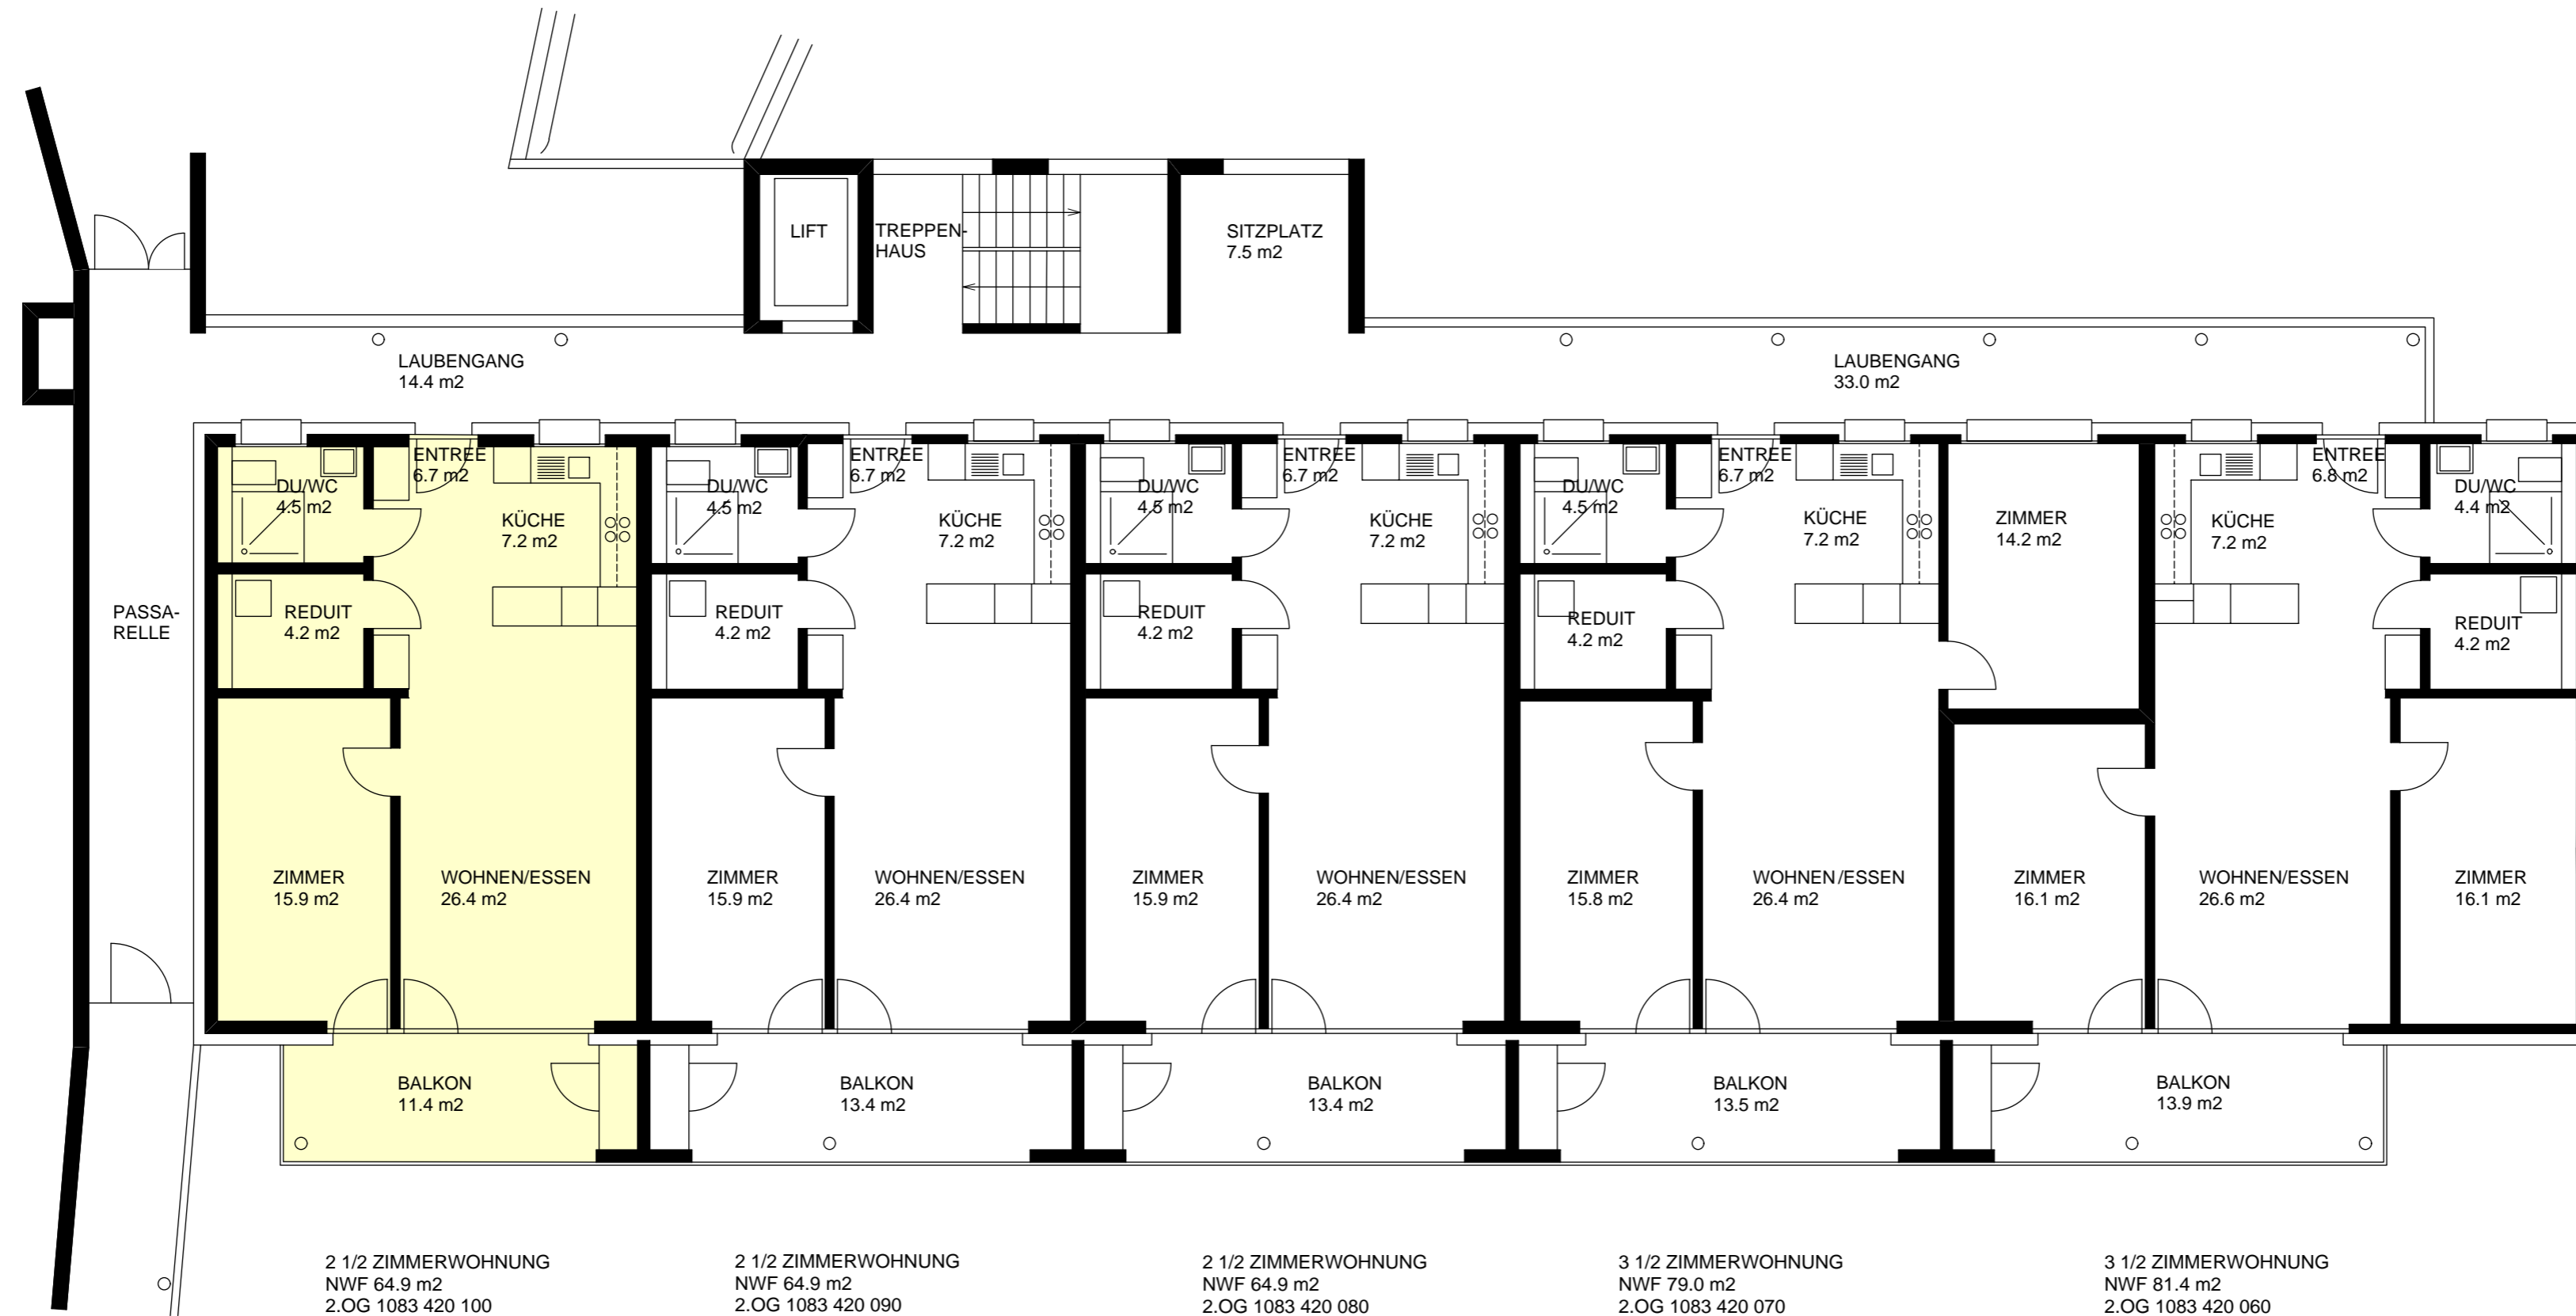 LIFT
TREPPEN-
HAUS
SITZPLATZ
7.5 m2
LAUBENGANG
14.4 m2
LAUBENGANG
33.0 m2
PASSA-
RELLE
ENTREE
6.7 m2
DU/WC
4.5 m2
KÜCHE
7.2 m2
REDUIT
4.2 m2
ZIMMER
15.9 m2
WOHNEN/ESSEN
26.4 m2
BALKON
11.4 m2
2 1/2 ZIMMERWOHNUNG
NWF 64.9 m2
2.OG 1083 420 100
ENTREE
6.7 m2
DU/WC
4.5 m2
KÜCHE
7.2 m2
REDUIT
4.2 m2
ZIMMER
15.9 m2
WOHNEN/ESSEN
26.4 m2
BALKON
13.4 m2
2 1/2 ZIMMERWOHNUNG
NWF 64.9 m2
2.OG 1083 420 090
ENTREE
6.7 m2
DU/WC
4.5 m2
KÜCHE
7.2 m2
REDUIT
4.2 m2
ZIMMER
15.9 m2
WOHNEN/ESSEN
26.4 m2
BALKON
13.4 m2
2 1/2 ZIMMERWOHNUNG
NWF 64.9 m2
2.OG 1083 420 080
ENTREE
6.7 m2
DU/WC
4.5 m2
KÜCHE
7.2 m2
ZIMMER
14.2 m2
REDUIT
4.2 m2
ZIMMER
15.8 m2
WOHNEN/ESSEN
26.4 m2
BALKON
13.5 m2
3 1/2 ZIMMERWOHNUNG
NWF 79.0 m2
2.OG 1083 420 070
ENTREE
6.8 m2
DU/WC
4.4 m2
KÜCHE
7.2 m2
REDUIT
4.2 m2
ZIMMER
16.1 m2
WOHNEN/ESSEN
26.6 m2
ZIMMER
16.1 m2
BALKON
13.9 m2
3 1/2 ZIMMERWOHNUNG
NWF 81.4 m2
2.OG 1083 420 060